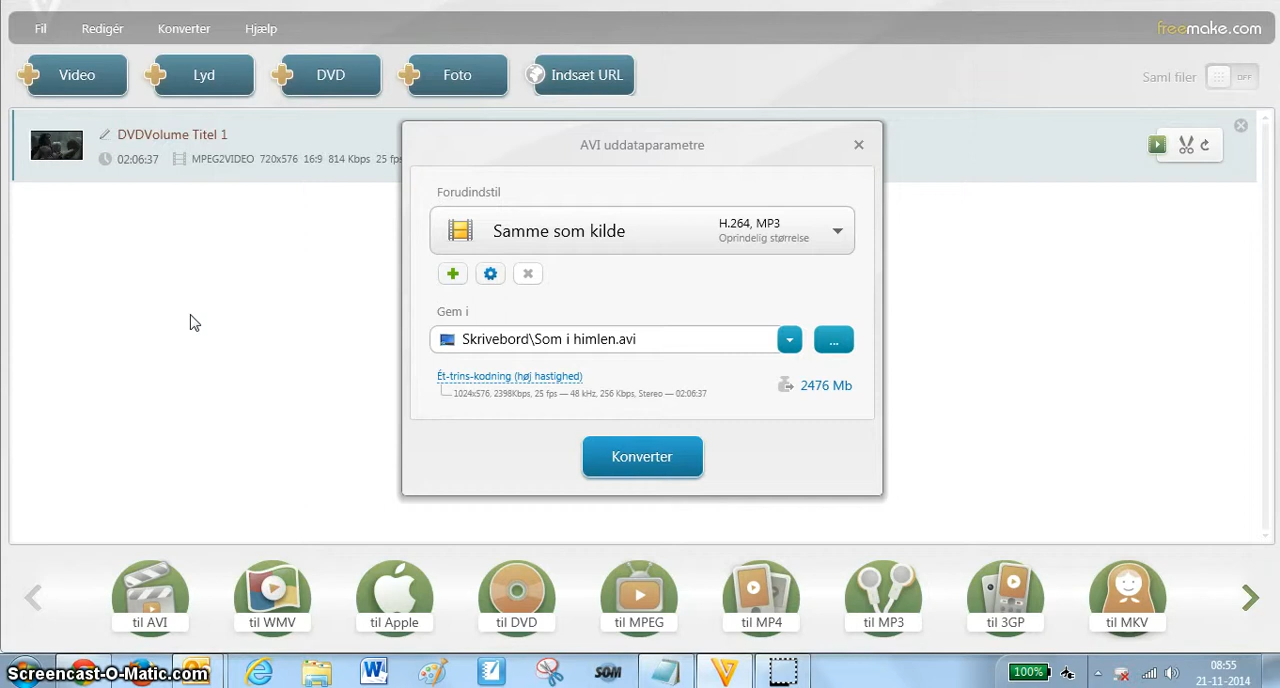 Fil Redigér Konverter Hjælp freemake.com
Video Lyd DVD Foto Indsæt URL Saml filer OFF
DVDVolume Titel 1
02:06:37 MPEG2VIDEO 720x576 16:9 814 Kbps 25 fps
AVI uddataparametre
Forudindstil
Samme som kilde
H.264, MP3
Oprindelig størrelse
Gem i
Skrivebord\Som i himlen.avi ...
Ét-trins-kodning (høj hastighed)
1024x576, 2398Kbps, 25 fps — 48 kHz, 256 Kbps, Stereo — 02:06:37
2476 Mb
Konverter
til AVI til WMV til Apple til DVD til MPEG til MP4 til MP3 til 3GP til MKV
Screencast-O-Matic.com
SOM
100%
08:55
21-11-2014